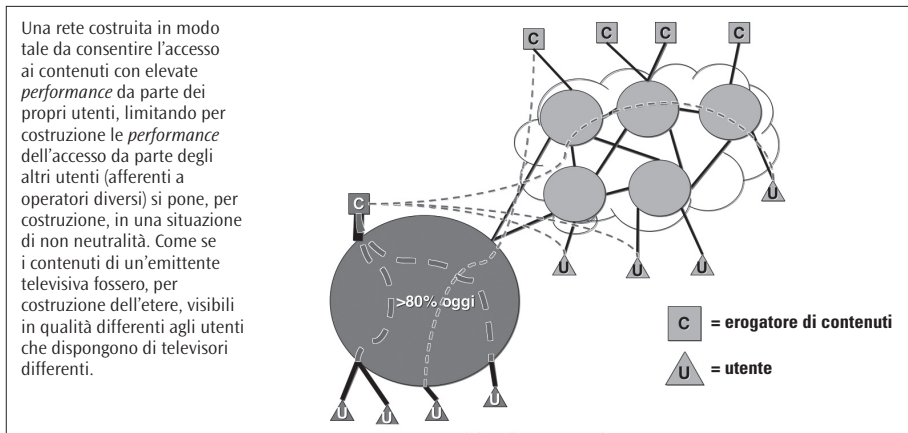 Una rete costruita in modo
tale da consentire l’accesso
ai contenuti con elevate
performance da parte dei
propri utenti, limitando per
costruzione le performance
dell’accesso da parte degli
altri utenti (afferenti a
operatori diversi) si pone, per
costruzione, in una situazione
di non neutralità. Come se
i contenuti di un’emittente
televisiva fossero, per
costruzione dell’etere, visibili
in qualità differenti agli utenti
che dispongono di televisori
differenti.
C C C C
U
C
U U U
>80% oggi
C = erogatore di contenuti
U = utente
U U U U